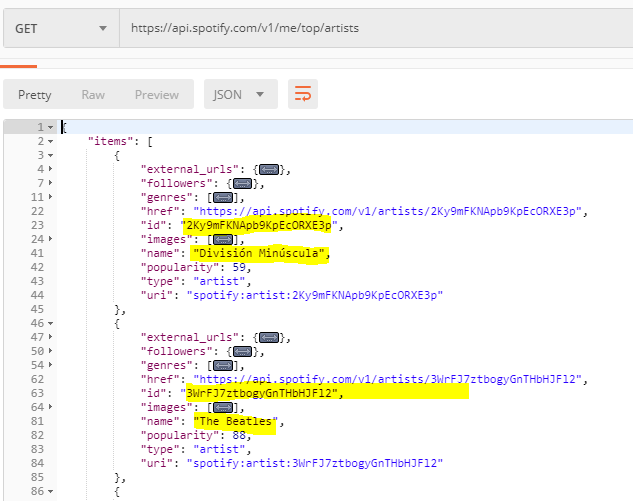 GET https://api.spotify.com/v1/me/top/artists
Pretty Raw Preview JSON
1 {
2 "items": [
3 {
4 "external_urls": {},
7 "followers": {},
11 "genres": [],
22 "href": "https://api.spotify.com/v1/artists/2Ky9mFKNApb9KpEcORXE3p",
23 "id": "2Ky9mFKNApb9KpEcORXE3p",
24 "images": [],
41 "name": "División Minúscula",
42 "popularity": 59,
43 "type": "artist",
44 "uri": "spotify:artist:2Ky9mFKNApb9KpEcORXE3p"
45 },
46 {
47 "external_urls": {},
50 "followers": {},
54 "genres": [],
62 "href": "https://api.spotify.com/v1/artists/3WrFJ7ztbogyGnTHbHJFl2",
63 "id": "3WrFJ7ztbogyGnTHbHJFl2",
64 "images": [],
81 "name": "The Beatles",
82 "popularity": 88,
83 "type": "artist",
84 "uri": "spotify:artist:3WrFJ7ztbogyGnTHbHJFl2"
85 },
86 {